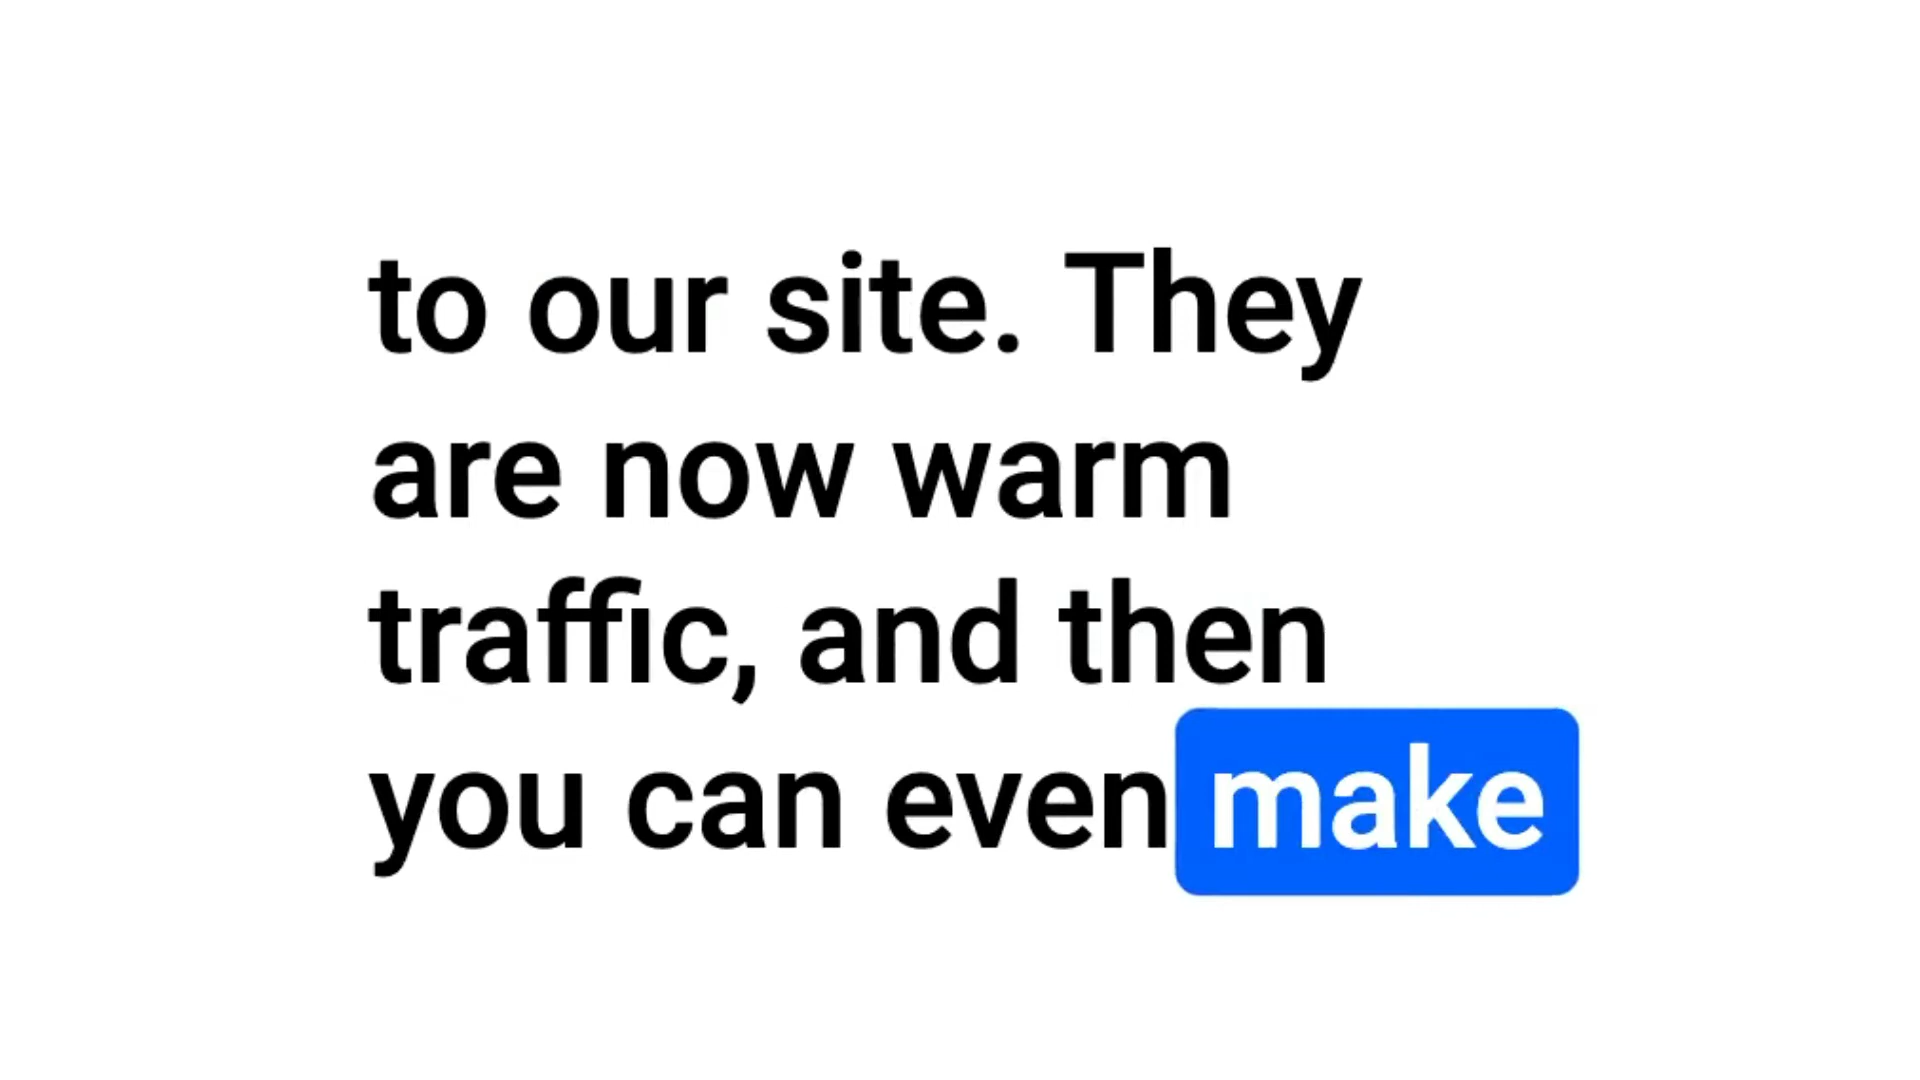 to our site. They
are now warm
traffic, and then
you can even make